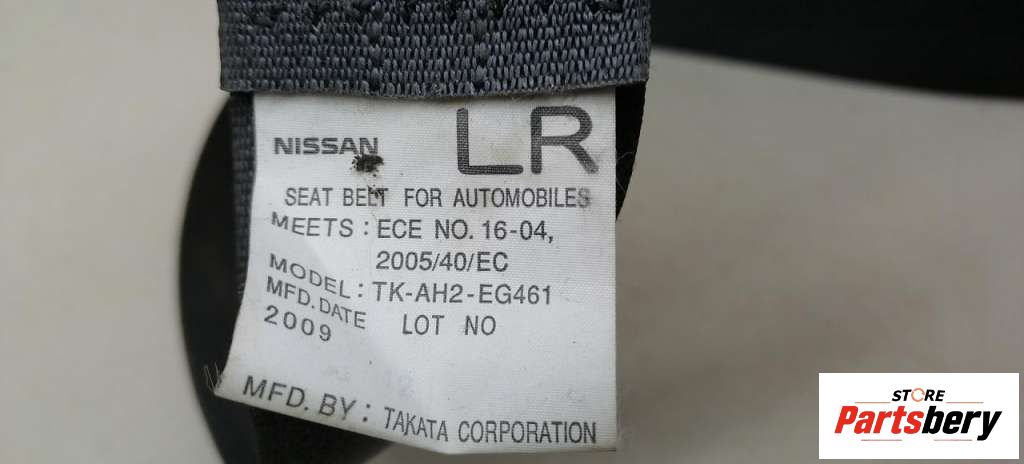 LR
NISSAN
SEAT BELT FOR AUTOMOBILES
MEETS : ECE NO. 16-04,
2005/40/EC
MODEL : TK-AH2-EG461
MFD. DATE LOT NO
2009
MFD. BY : TAKATA CORPORATION
STORE
Partsbery